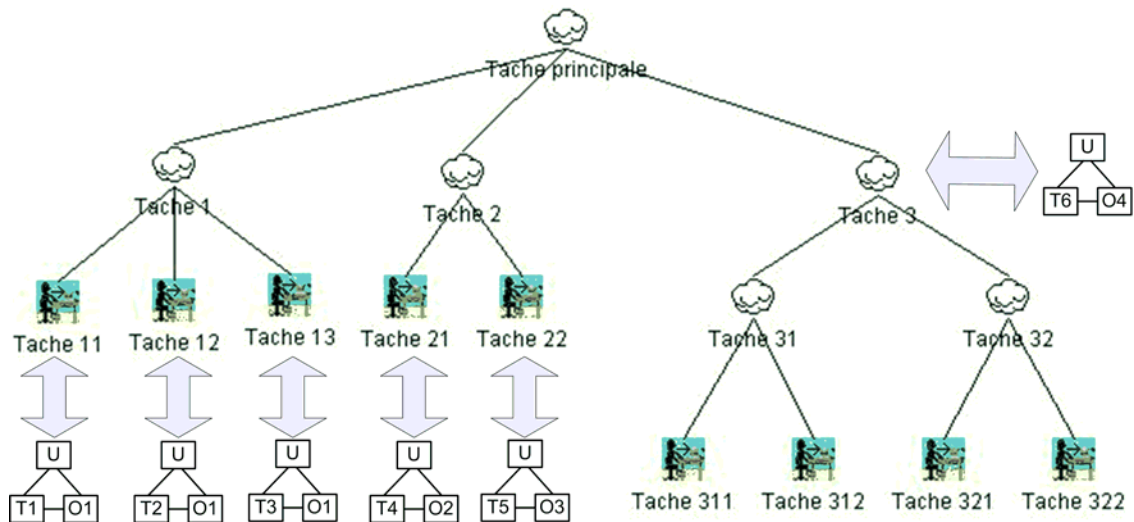 Tache principale
Tache 1
Tache 2
Tache 3
U
T6
O4
Tache 11
Tache 12
Tache 13
Tache 21
Tache 22
Tache 31
Tache 32
U
U
U
U
U
T1
O1
T2
O1
T3
O1
T4
O2
T5
O3
Tache 311
Tache 312
Tache 321
Tache 322